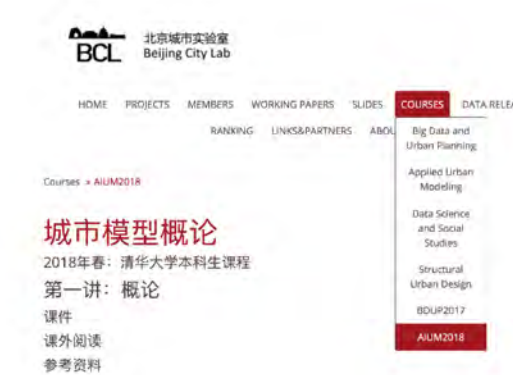 北京城市实验室
BCL Beijing City Lab
HOME PROJECTS MEMBERS WORKING PAPERS SLIDES COURSES DATA RELEA
RANKING LINKS&PARTNERS ABOU
Big Data and
Urban Planning
Applied Urban
Modeling
Data Science
and Social
Studies
Structural
Urban Design
BDUP2017
AIUM2018
Courses » AIUM2018
城市模型概论
2018年春：清华大学本科生课程
第一讲：概论
课件
课外阅读
参考资料